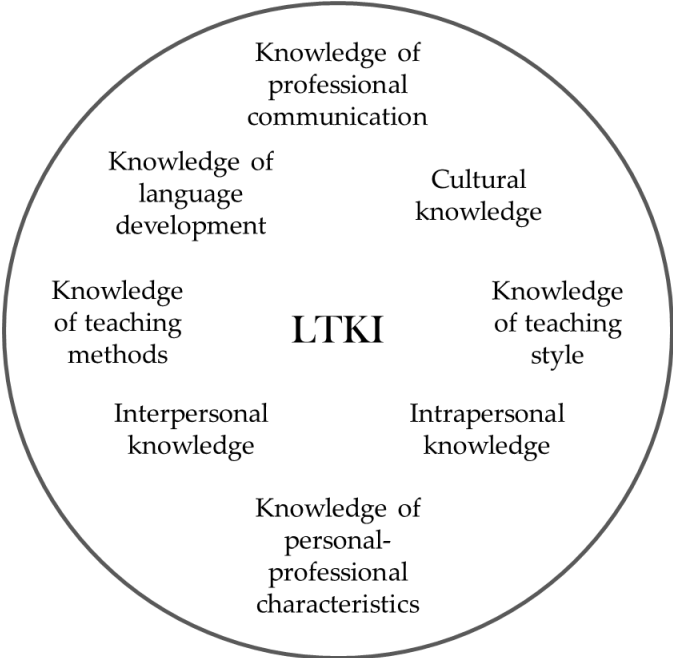 Knowledge of
professional
communication
Knowledge of
language
development
Cultural
knowledge
Knowledge
of teaching
methods
LTKI
Knowledge
of teaching
style
Interpersonal
knowledge
Intrapersonal
knowledge
Knowledge of
personal-
professional
characteristics